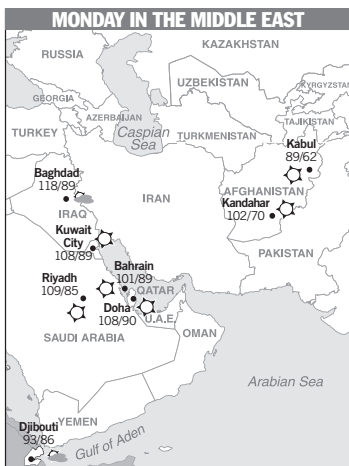 MONDAY IN THE MIDDLE EAST
RUSSIA
KAZAKHSTAN
UZBEKISTAN
KYRGYZSTAN
GEORGIA
AZERBAIJAN
TAJIKISTAN
TURKEY
Caspian
Sea
TURKMENISTAN
Kabul
89/62
Baghdad
118/89
IRAQ
IRAN
AFGHANISTAN
Kandahar
102/70
Kuwait
City
108/89
PAKISTAN
Bahrain
101/89
Riyadh
109/85
QATAR
Doha
108/90
U.A.E.
OMAN
SAUDI ARABIA
Arabian Sea
YEMEN
Djibouti
93/86
Gulf of Aden